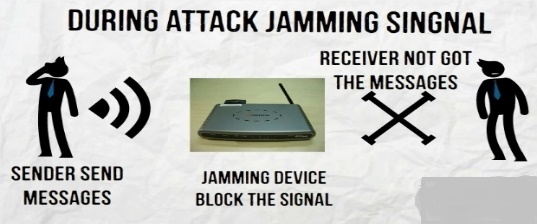 DURING ATTACK JAMMING SINGNAL
RECEIVER NOT GOT
THE MESSAGES
SENDER SEND
MESSAGES
JAMMING DEVICE
BLOCK THE SIGNAL